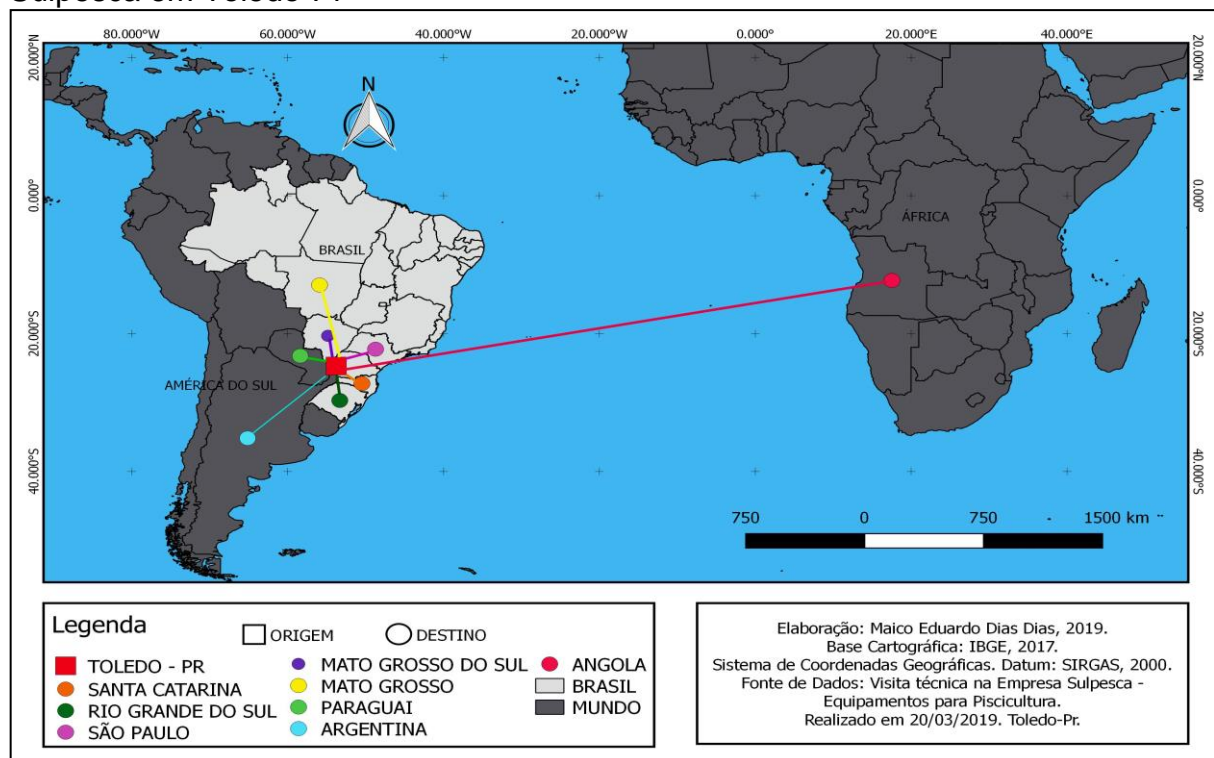 Sulpesca em Toledo-Pr
80.000°W 60.000°W 40.000°W 20.000°W 0.000° 20.000°E 40.000°E
20.000°N
20.000°N
N
0.000°
0.000°
BRASIL
ÁFRICA
20.000°S
20.000°S
AMÉRICA DO SUL
40.000°S
40.000°S
750 0 750 1500 km
Legenda
ORIGEM DESTINO
TOLEDO - PR
SANTA CATARINA
RIO GRANDE DO SUL
SÃO PAULO
MATO GROSSO DO SUL
MATO GROSSO
PARAGUAI
ARGENTINA
ANGOLA
BRASIL
MUNDO
Elaboração: Maico Eduardo Dias Dias, 2019.
Base Cartográfica: IBGE, 2017.
Sistema de Coordenadas Geográficas. Datum: SIRGAS, 2000.
Fonte de Dados: Visita técnica na Empresa Sulpesca -
Equipamentos para Piscicultura.
Realizado em 20/03/2019. Toledo-Pr.